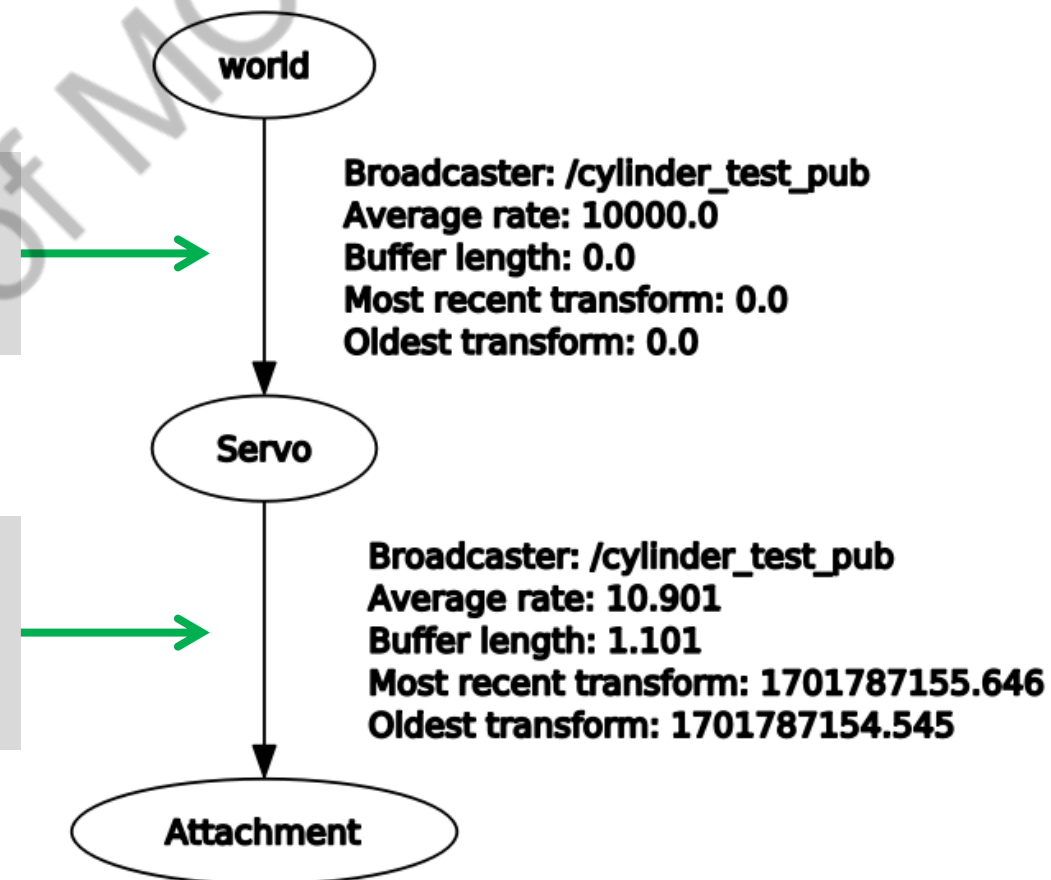 of MC
world
Broadcaster: /cylinder_test_pub
Average rate: 10000.0
Buffer length: 0.0
Most recent transform: 0.0
Oldest transform: 0.0
Servo
Broadcaster: /cylinder_test_pub
Average rate: 10.901
Buffer length: 1.101
Most recent transform: 1701787155.646
Oldest transform: 1701787154.545
Attachment